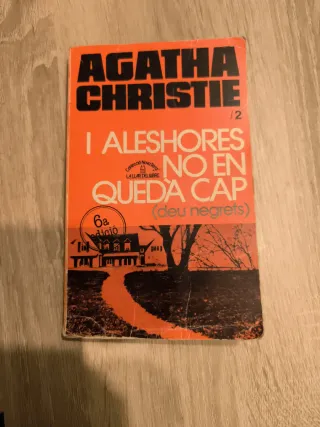 AGATHA
CHRISTIE
/2
I ALESHORES
NO EN
QUEDA CAP
(deu negrets)
6a
edició